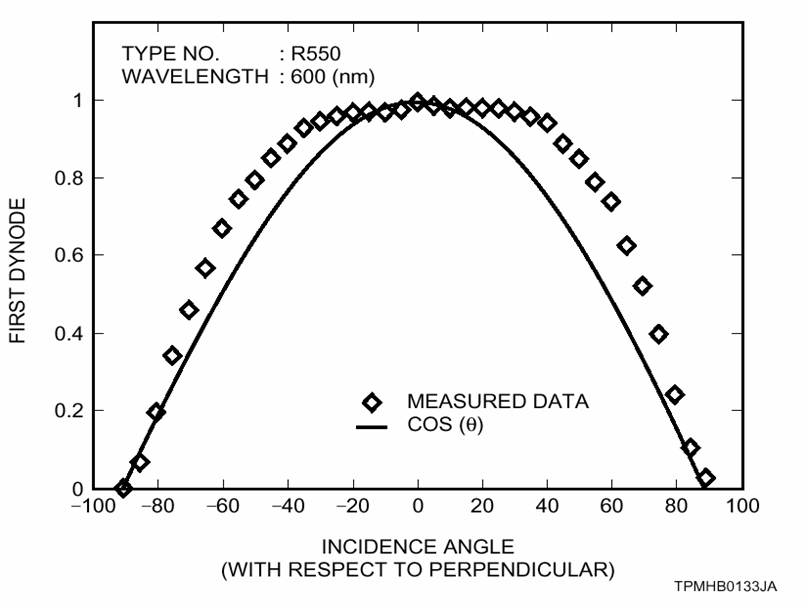 TYPE NO. : R550
WAVELENGTH : 600 (nm)
FIRST DYNODE
1
0.8
0.6
0.4
0.2
0
MEASURED DATA
COS (θ)
−100 −80 −60 −40 −20 0 20 40 60 80 100
INCIDENCE ANGLE
(WITH RESPECT TO PERPENDICULAR)
TPMHB0133JA